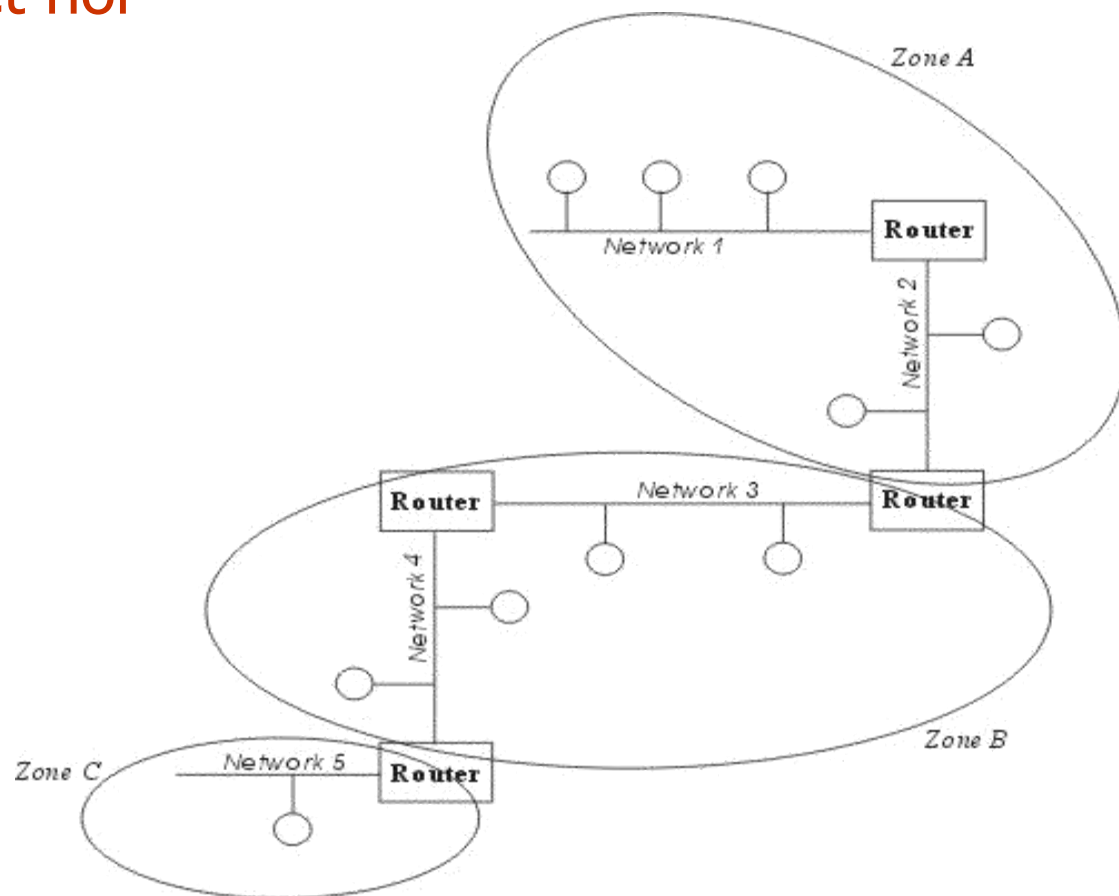 Zone A
Router
Network 1
Network 2
Network 3
Router
Router
Network 4
Zone B
Network 5
Zone C
Router